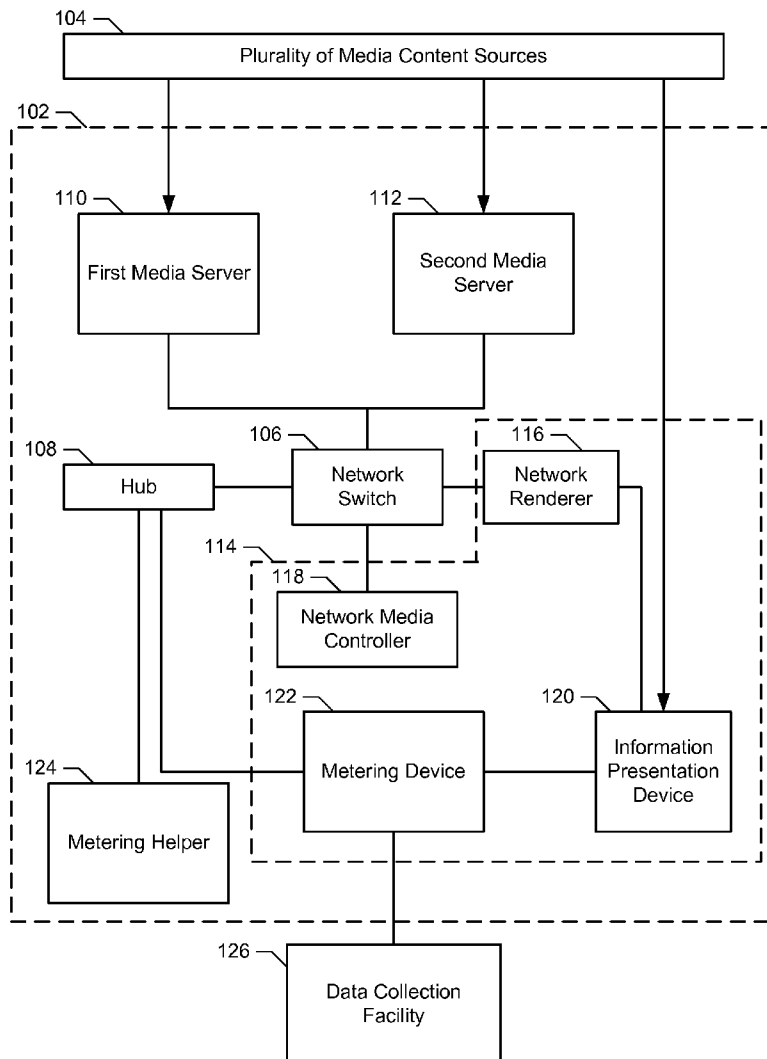 104
Plurality of Media Content Sources
102
110
First Media Server
112
Second Media
Server
106
Network
Switch
116
Network
Renderer
108
Hub
114
118
Network Media
Controller
122
Metering Device
120
Information
Presentation
Device
124
Metering Helper
126
Data Collection
Facility